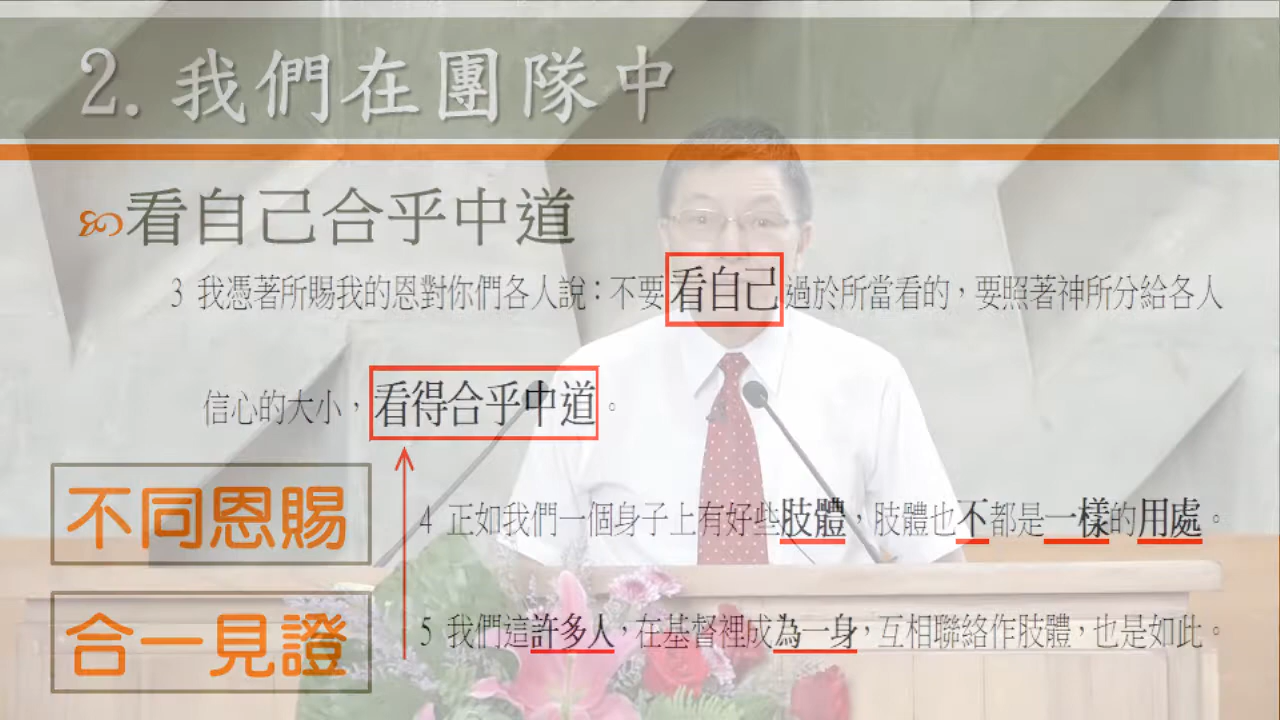 2. 我們在團隊中
看自己合乎中道
3 我憑著所賜我的恩對你們各人說：不要看自己過於所當看的，要照著神所分給各人
信心的大小，看得合乎中道。
不同恩賜
4 正如我們一個身子上有好些肢體，肢體也不都是一樣的用處。
合一見證
5 我們這許多人，在基督裡成為一身，互相聯絡作肢體，也是如此。